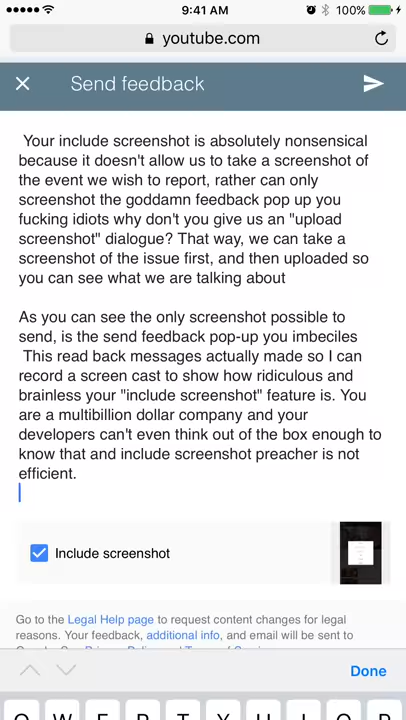 9:41 AM
100%
youtube.com
Send feedback
Your include screenshot is absolutely nonsensical
because it doesn't allow us to take a screenshot of
the event we wish to report, rather can only
screenshot the goddamn feedback pop up you
fucking idiots why don't you give us an "upload
screenshot" dialogue? That way, we can take a
screenshot of the issue first, and then uploaded so
you can see what we are talking about
As you can see the only screenshot possible to
send, is the send feedback pop-up you imbeciles
This read back messages actually made so I can
record a screen cast to show how ridiculous and
brainless your "include screenshot" feature is. You
are a multibillion dollar company and your
developers can't even think out of the box enough to
know that and include screenshot preacher is not
efficient.
Include screenshot
Go to the Legal Help page to request content changes for legal
reasons. Your feedback, additional info, and email will be sent to
Done